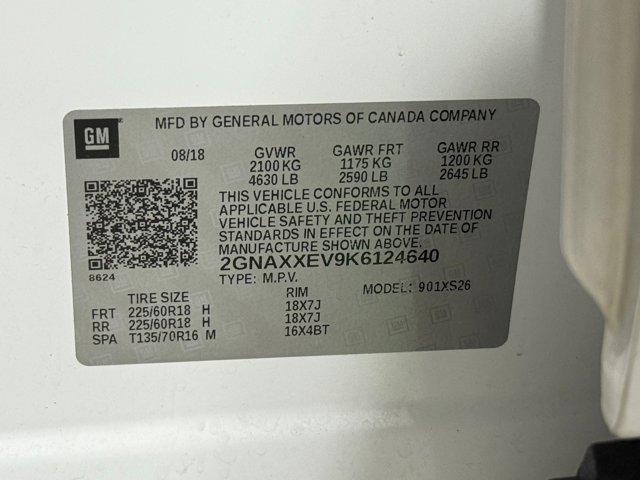 GM ®
MFD BY GENERAL MOTORS OF CANADA COMPANY
08/18 GVWR GAWR FRT GAWR RR
2100 KG 1175 KG 1200 KG
4630 LB 2590 LB 2645 LB
THIS VEHICLE CONFORMS TO ALL
APPLICABLE U.S. FEDERAL MOTOR
VEHICLE SAFETY AND THEFT PREVENTION
STANDARDS IN EFFECT ON THE DATE OF
MANUFACTURE SHOWN ABOVE.
8624 2GNAXXEV9K6124640
TYPE: M.P.V. MODEL: 901XS26
TIRE SIZE RIM
FRT 225/60R18 H 18X7J
RR 225/60R18 H 18X7J
SPA T135/70R16 M 16X4BT